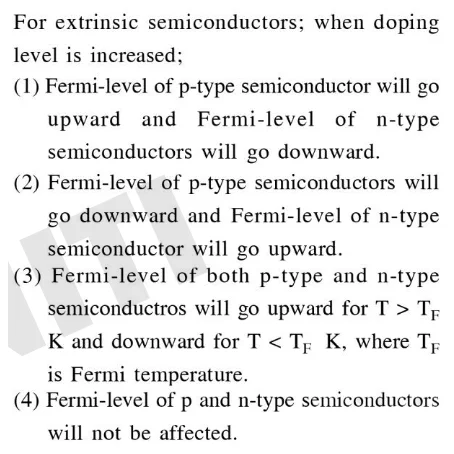 For extrinsic semiconductors; when doping
level is increased;
(1) Fermi-level of p-type semiconductor will go
upward and Fermi-level of n-type
semiconductors will go downward.
(2) Fermi-level of p-type semiconductors will
go downward and Fermi-level of n-type
semiconductor will go upward.
(3) Fermi-level of both p-type and n-type
semiconductros will go upward for T > T_F
K and downward for T < T_F K, where T_F
is Fermi temperature.
(4) Fermi-level of p and n-type semiconductors
will not be affected.